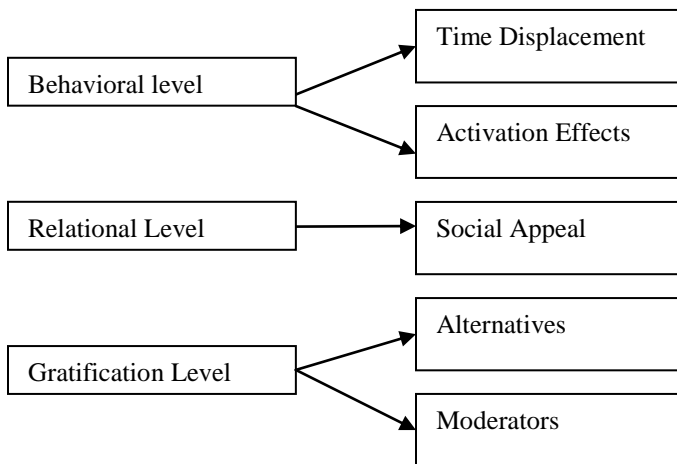 Time Displacement
Behavioral level
Activation Effects
Relational Level
Social Appeal
Alternatives
Gratification Level
Moderators